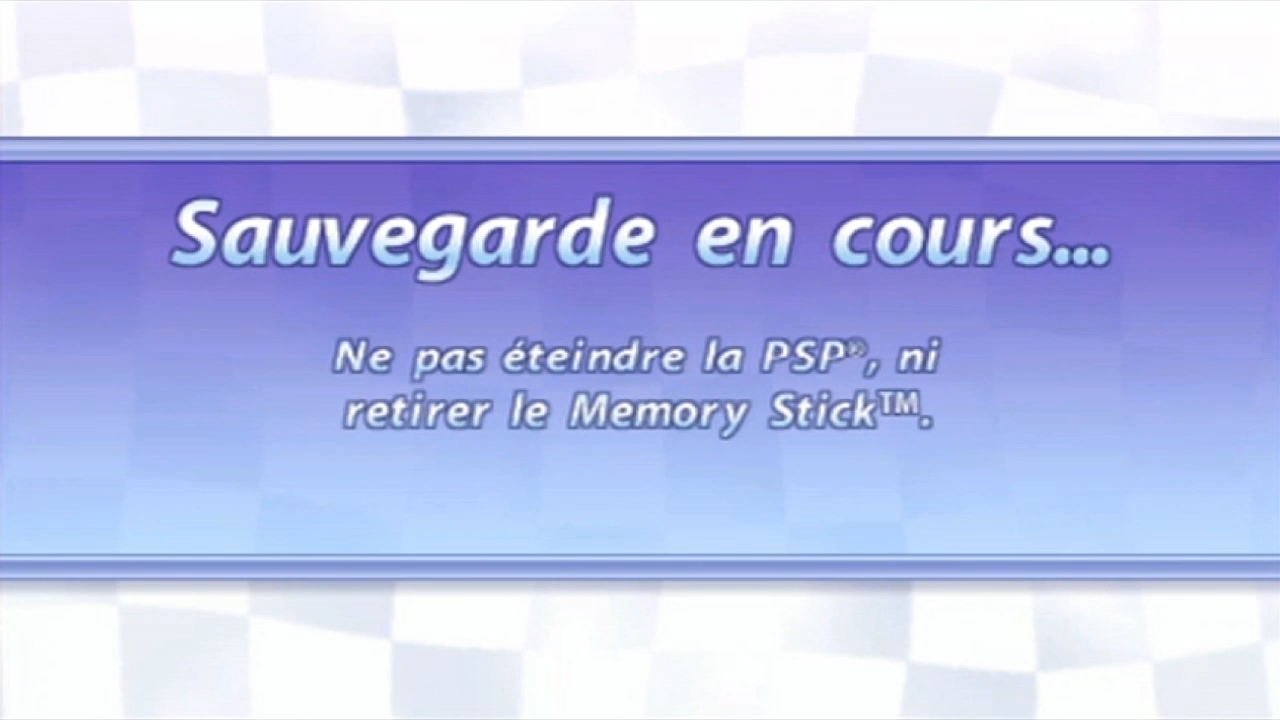 Sauvegarde en cours...
Ne pas éteindre la PSP®, ni
retirer le Memory Stick™.